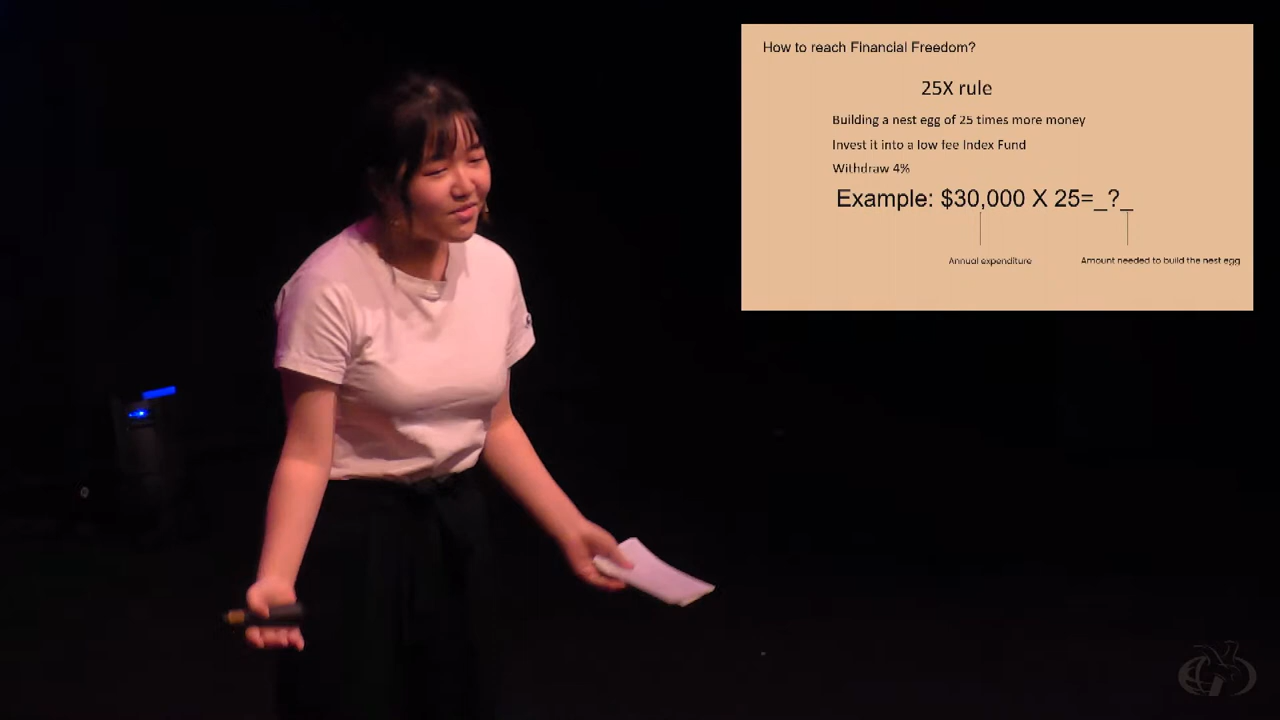 How to reach Financial Freedom?
25X rule
Building a nest egg of 25 times more money
Invest it into a low fee Index Fund
Withdraw 4%
Example: $30,000 X 25=_?_
Annual expenditure
Amount needed to build the nest egg